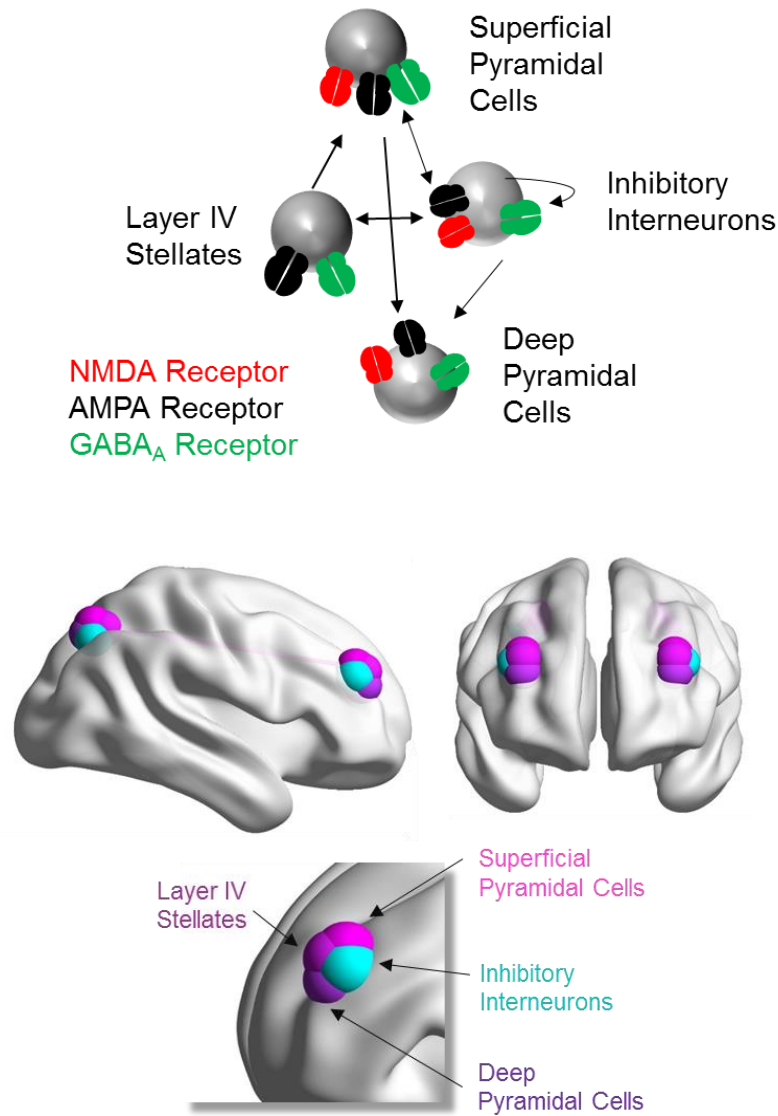 Superficial
Pyramidal
Cells
Layer IV
Stellates
Inhibitory
Interneurons
Deep
Pyramidal
Cells
NMDA Receptor
AMPA Receptor
GABA_A Receptor
Superficial
Pyramidal Cells
Layer IV
Stellates
Inhibitory
Interneurons
Deep
Pyramidal Cells